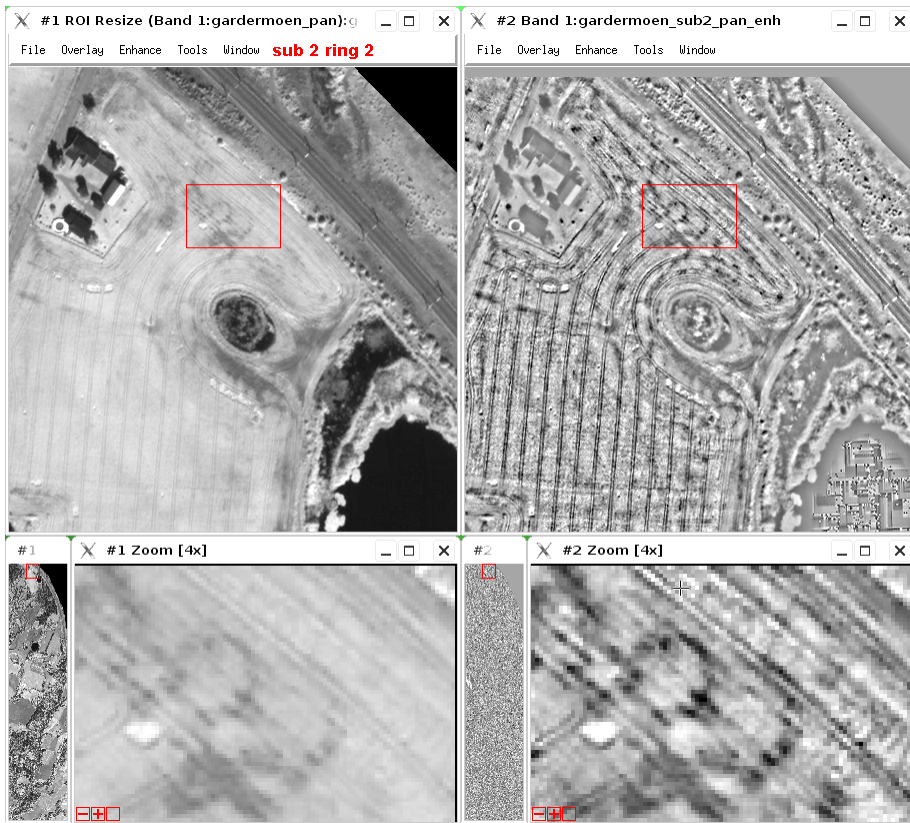 #1 ROI Resize (Band 1:gardermoen_pan):g
File Overlay Enhance Tools Window sub 2 ring 2
#2 Band 1:gardermoen_sub2_pan_enh
File Overlay Enhance Tools Window
#1
#1 Zoom [4x]
#2
#2 Zoom [4x]